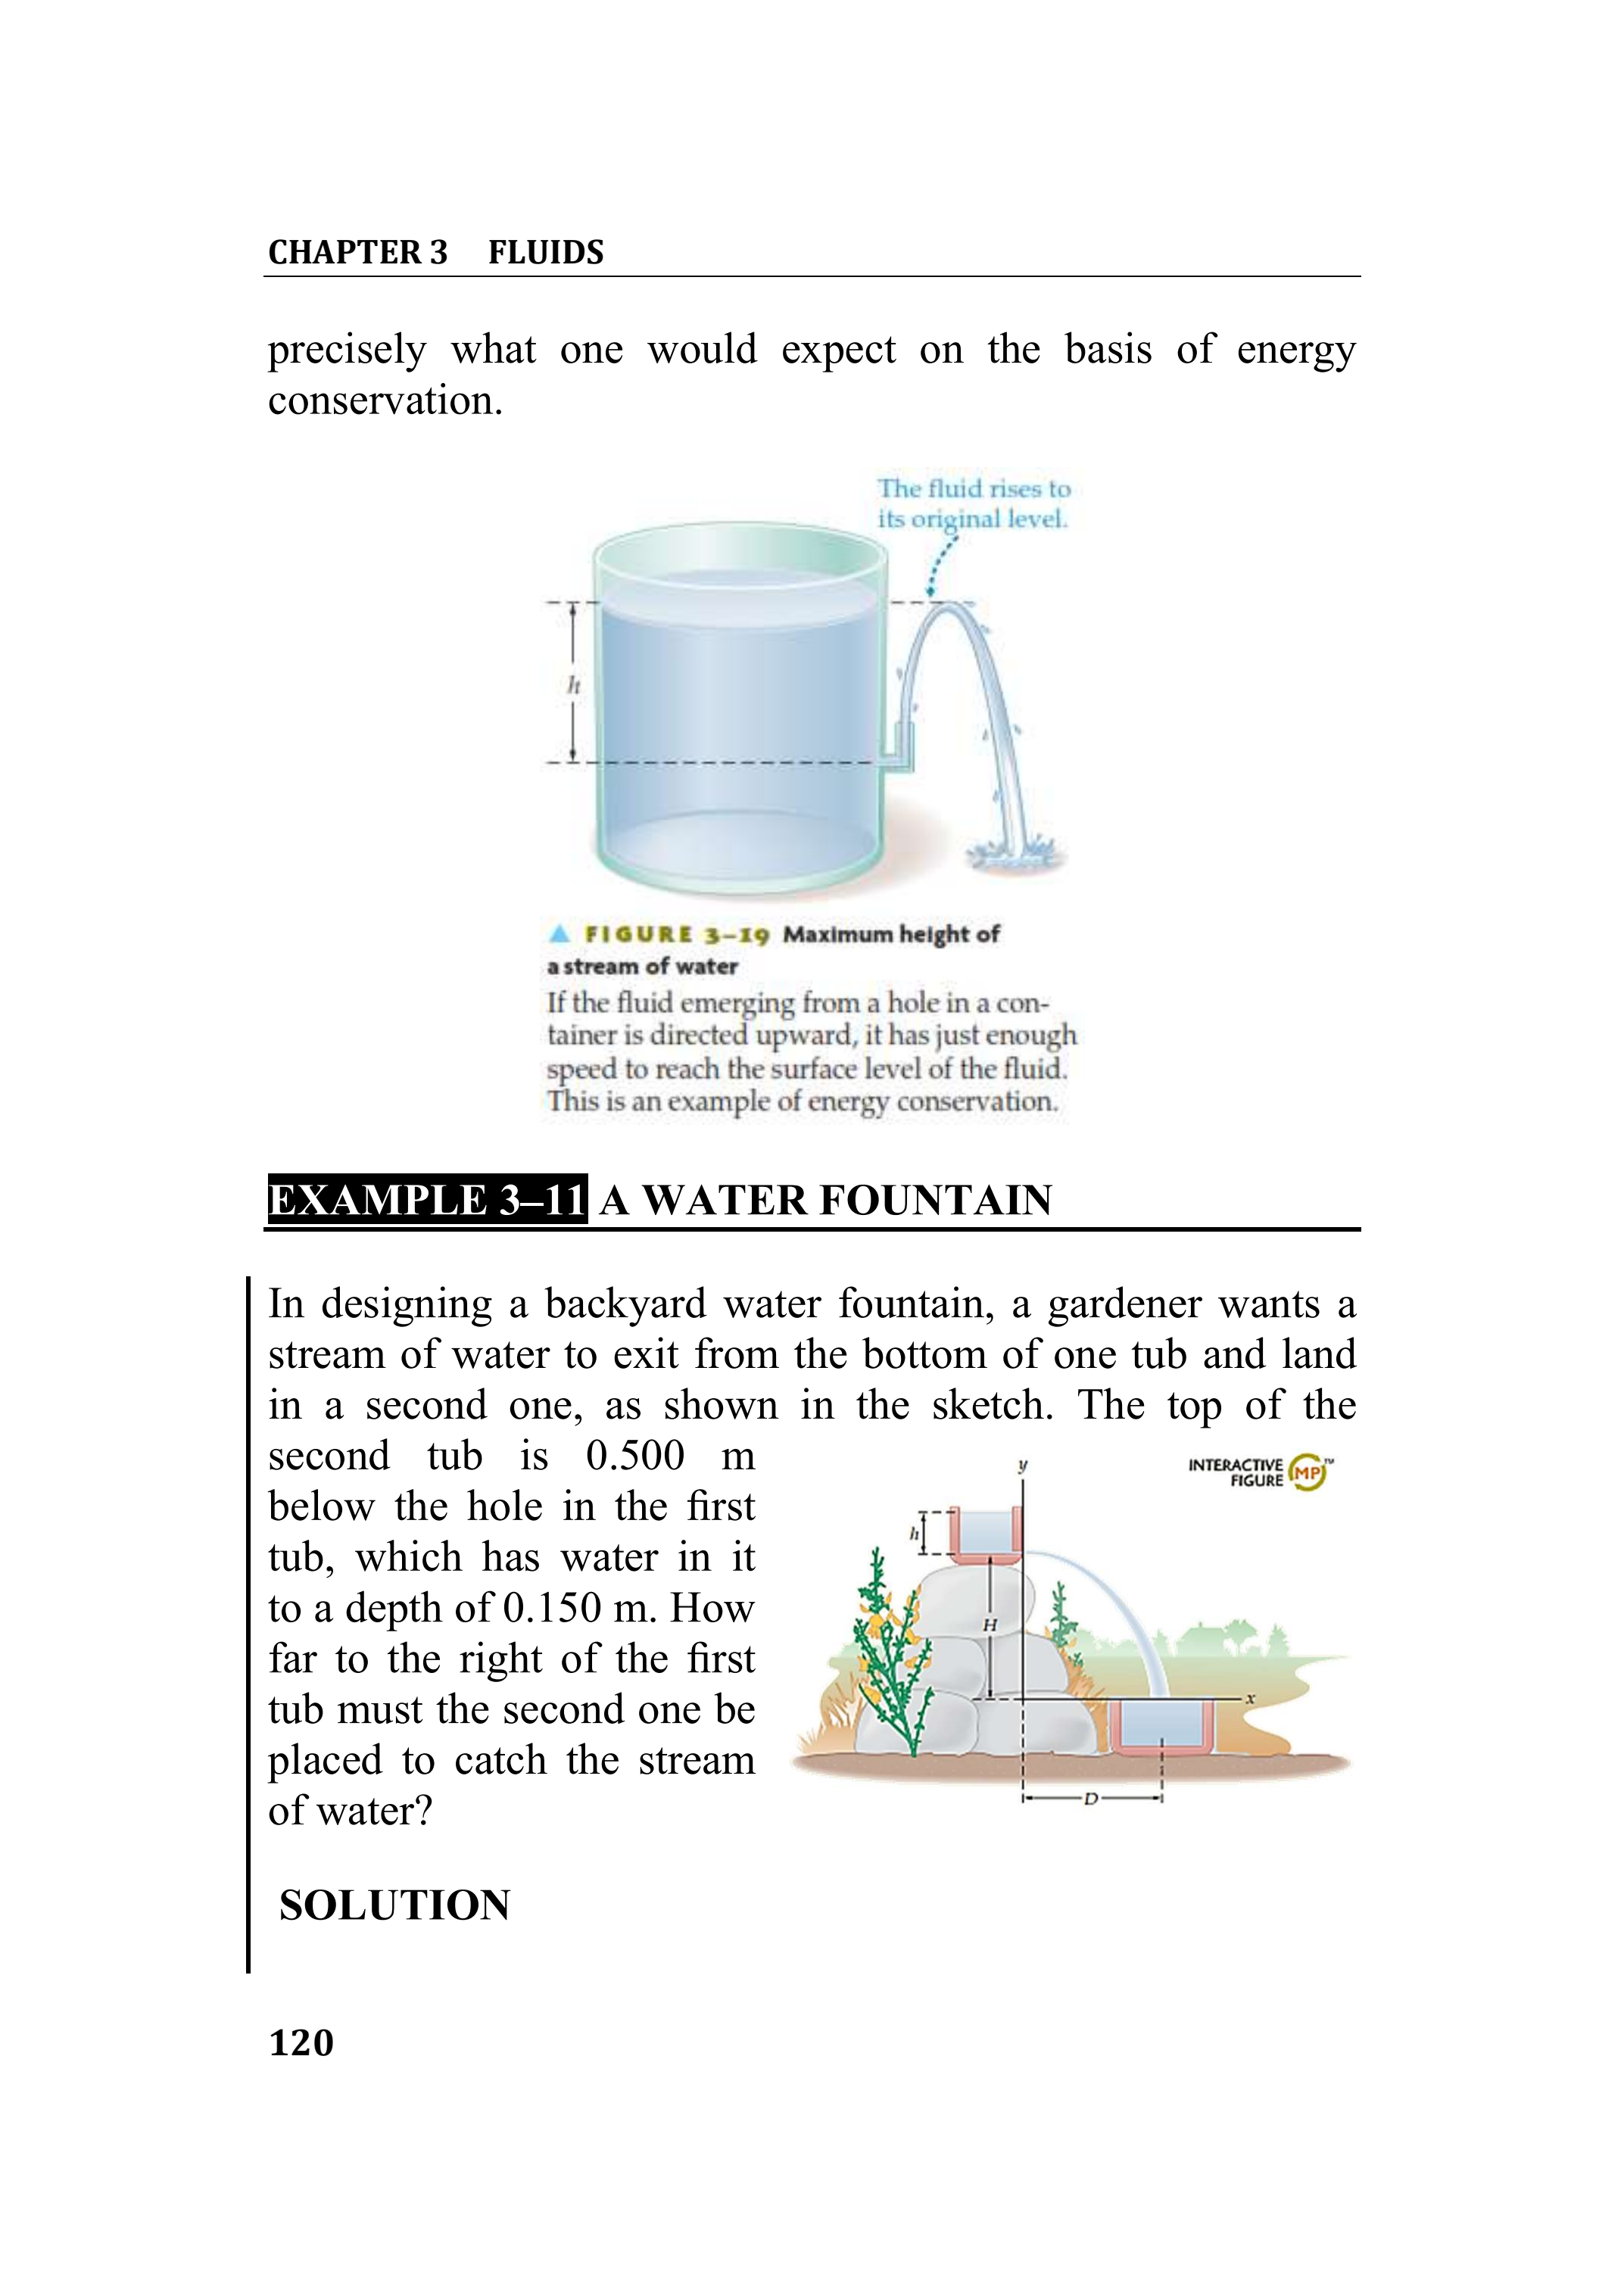 CHAPTER 3 FLUIDS
precisely what one would expect on the basis of energy
conservation.
The fluid rises to
its original level.
h
▲ FIGURE 3–19 Maximum height of
a stream of water
If the fluid emerging from a hole in a con-
tainer is directed upward, it has just enough
speed to reach the surface level of the fluid.
This is an example of energy conservation.
EXAMPLE 3–11 A WATER FOUNTAIN
In designing a backyard water fountain, a gardener wants a
stream of water to exit from the bottom of one tub and land
in a second one, as shown in the sketch. The top of the
second tub is 0.500 m
below the hole in the first
tub, which has water in it
to a depth of 0.150 m. How
far to the right of the first
tub must the second one be
placed to catch the stream
of water?
y
INTERACTIVE
FIGURE MP™
h
H
x
D
SOLUTION
120